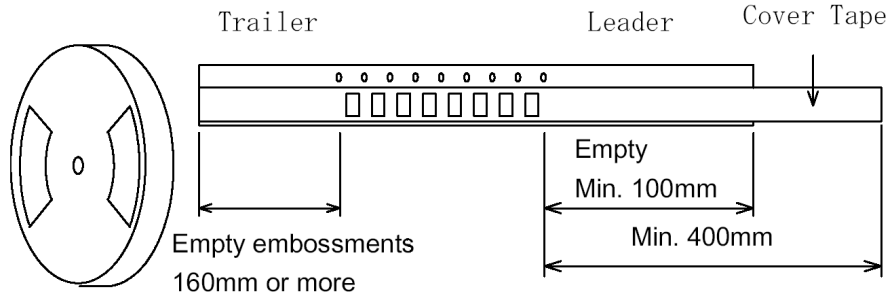 Trailer
Leader
Cover Tape
Empty
Min. 100mm
Min. 400mm
Empty embossments
160mm or more